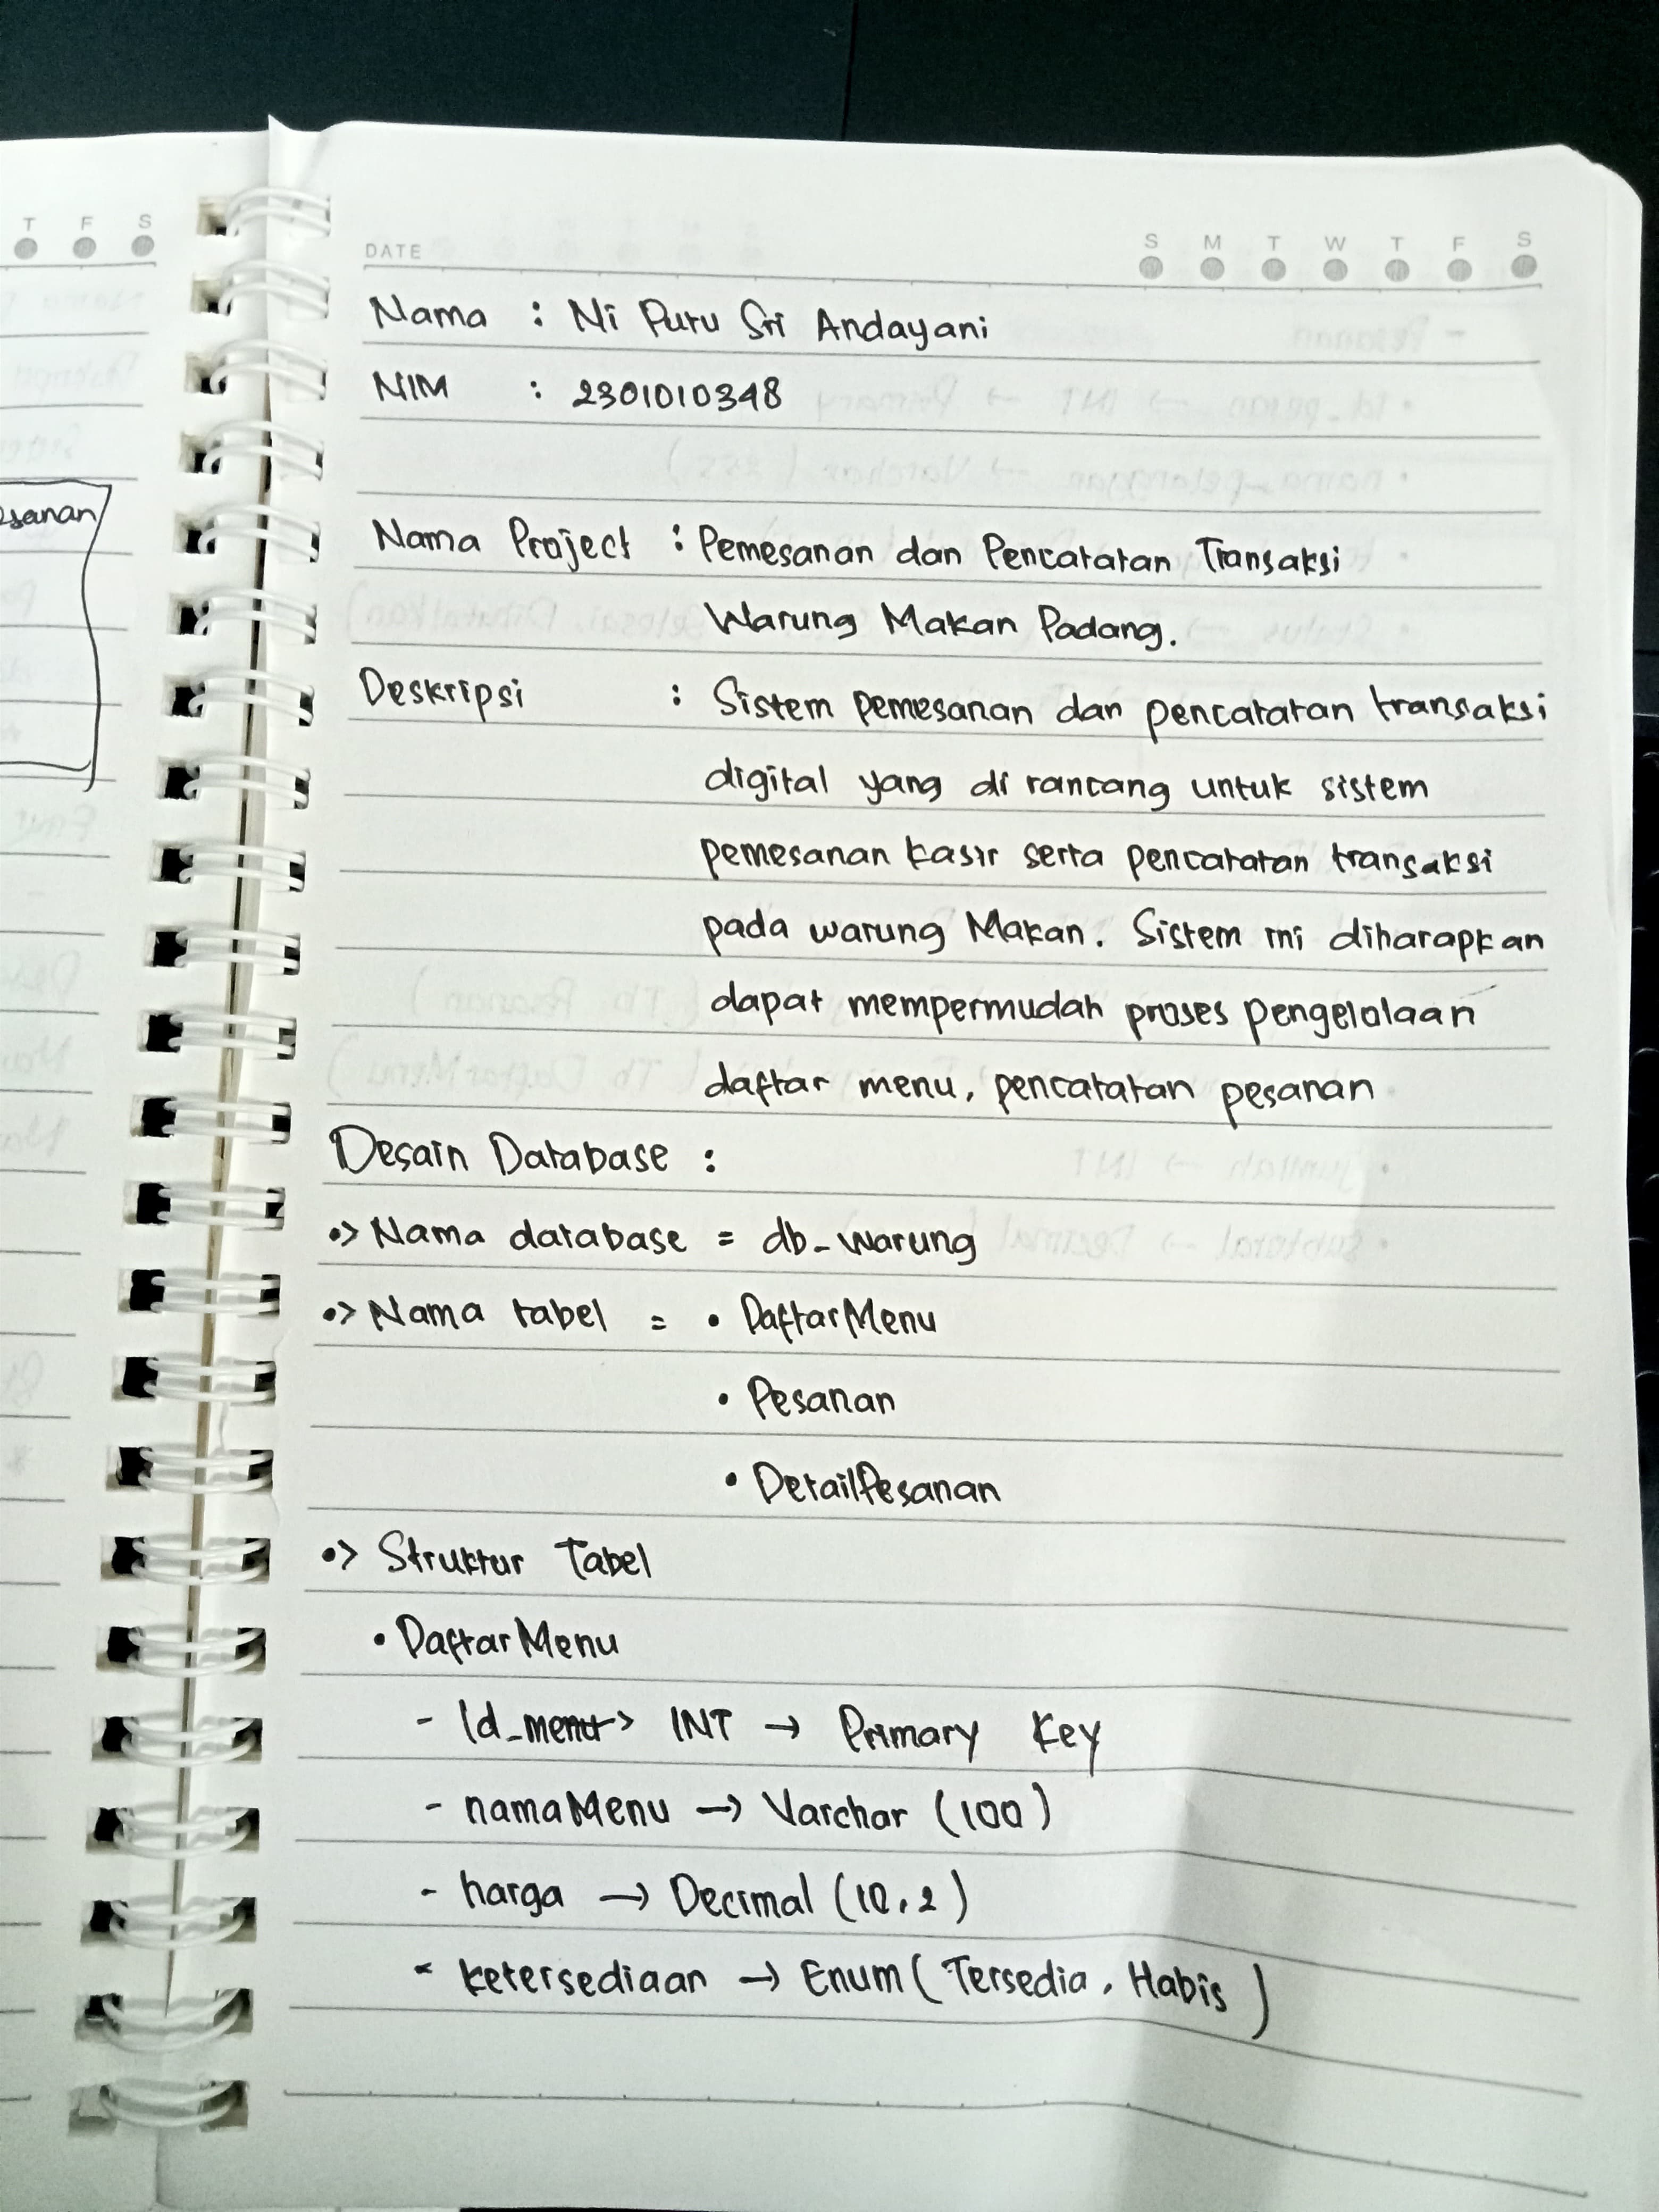 T F S
esanan
DATE
S M T W T F S
Nama : Ni Putu Sri Andayani
NIM : 2301010348
Nama Project : Pemesanan dan Pencatatan Transaksi
Warung Makan Padang.
Deskripsi : Sistem pemesanan dan pencatatan transaksi
digital yang di rancang untuk sistem
pemesanan kasir serta pencatatan transaksi
pada warung Makan. Sistem ini diharapkan
dapat mempermudah proses pengelolaan
daftar menu, pencatatan pesanan
Desain Database :
•> Nama database = db_warung
•> Nama tabel = • DaftarMenu
• Pesanan
• DetailPesanan
•> Struktur Tabel
• DaftarMenu
- Id_menu -> INT → Primary Key
- namaMenu → Varchar (100)
- harga → Decimal (10,2)
- ketersediaan → Enum (Tersedia, Habis)